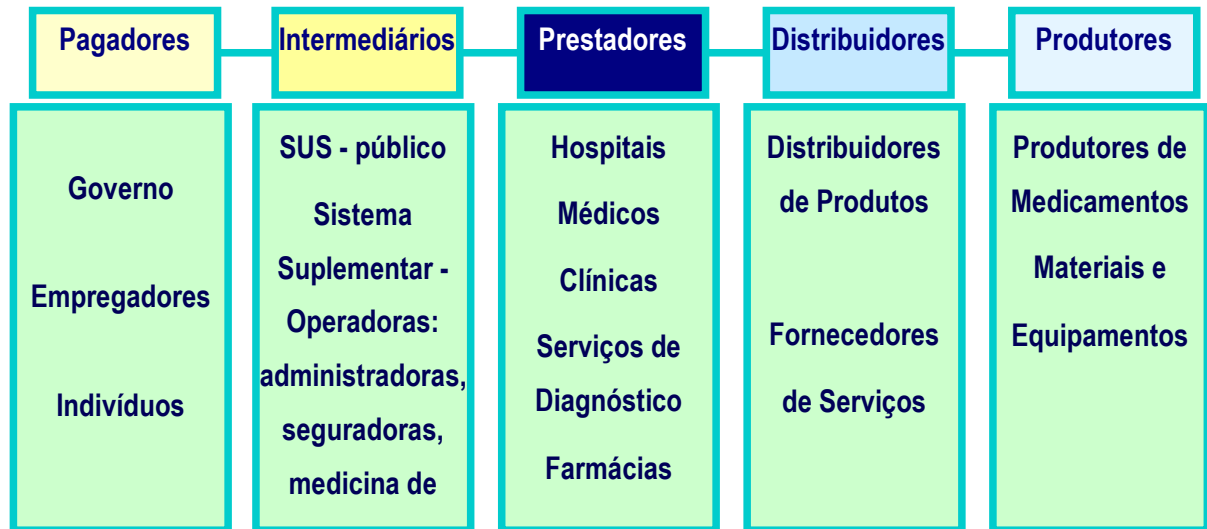 Pagadores
Intermediários
Prestadores
Distribuidores
Produtores
Governo
Empregadores
Indivíduos
SUS - público
Sistema
Suplementar -
Operadoras:
administradoras,
seguradoras,
medicina de
Hospitais
Médicos
Clínicas
Serviços de
Diagnóstico
Farmácias
Distribuidores
de Produtos
Fornecedores
de Serviços
Produtores de
Medicamentos
Materiais e
Equipamentos